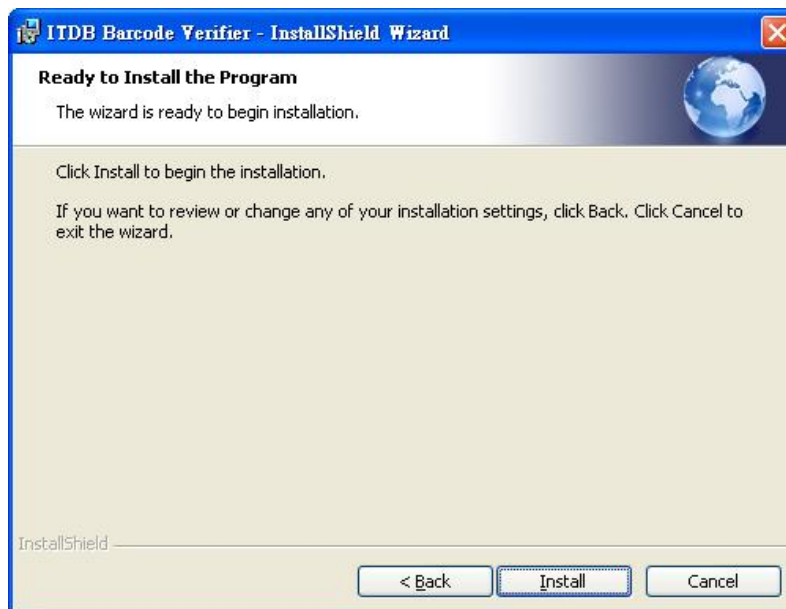 ITDB Barcode Verifier - InstallShield Wizard
Ready to Install the Program
The wizard is ready to begin installation.
Click Install to begin the installation.
If you want to review or change any of your installation settings, click Back. Click Cancel to
exit the wizard.
InstallShield
< Back
Install
Cancel